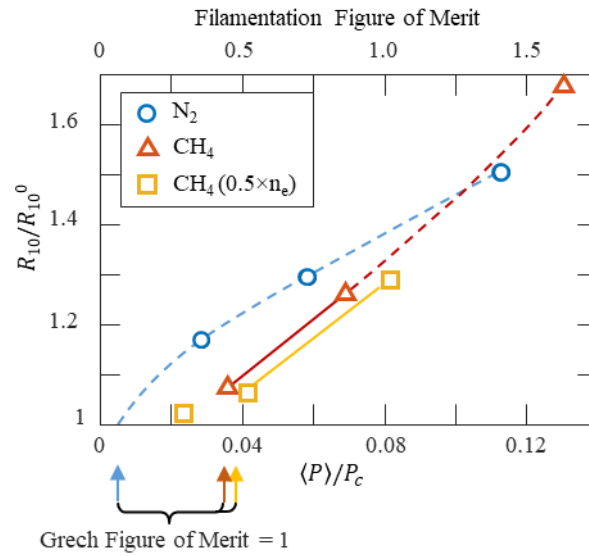 Filamentation Figure of Merit
0 0.5 1.0 1.5
N₂
CH₄
CH₄ (0.5×nₑ)
R₁₀/R₁₀⁰
1.6
1.4
1.2
1
0 0.04 0.08 0.12
⟨P⟩/P_c
Grech Figure of Merit = 1